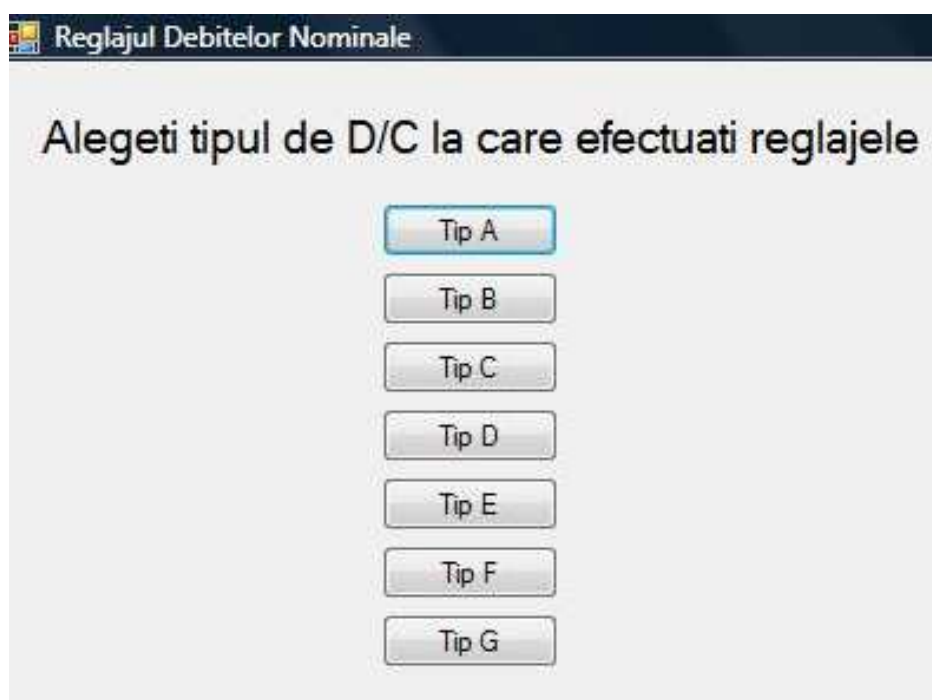 Reglajul Debitelor Nominale
Alegeti tipul de D/C la care efectuati reglajele
Tip A
Tip B
Tip C
Tip D
Tip E
Tip F
Tip G